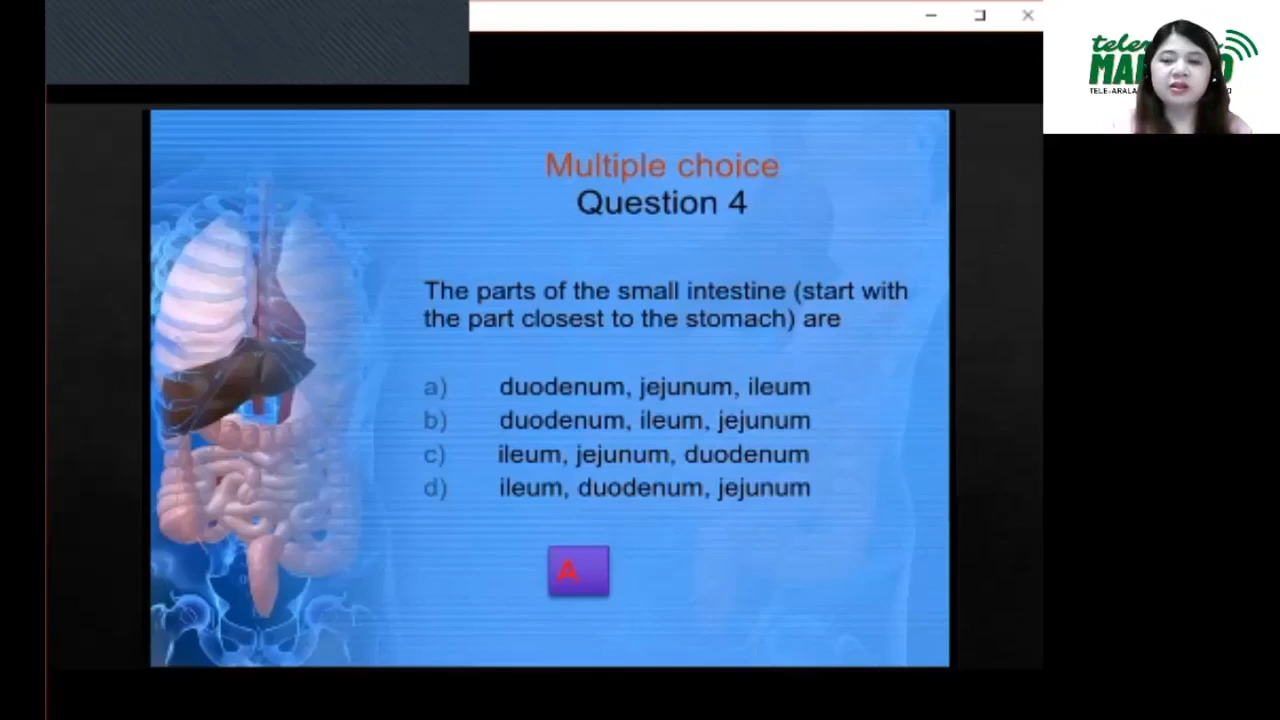 Multiple choice
Question 4
The parts of the small intestine (start with
the part closest to the stomach) are
a) duodenum, jejunum, ileum
b) duodenum, ileum, jejunum
c) ileum, jejunum, duodenum
d) ileum, duodenum, jejunum
A